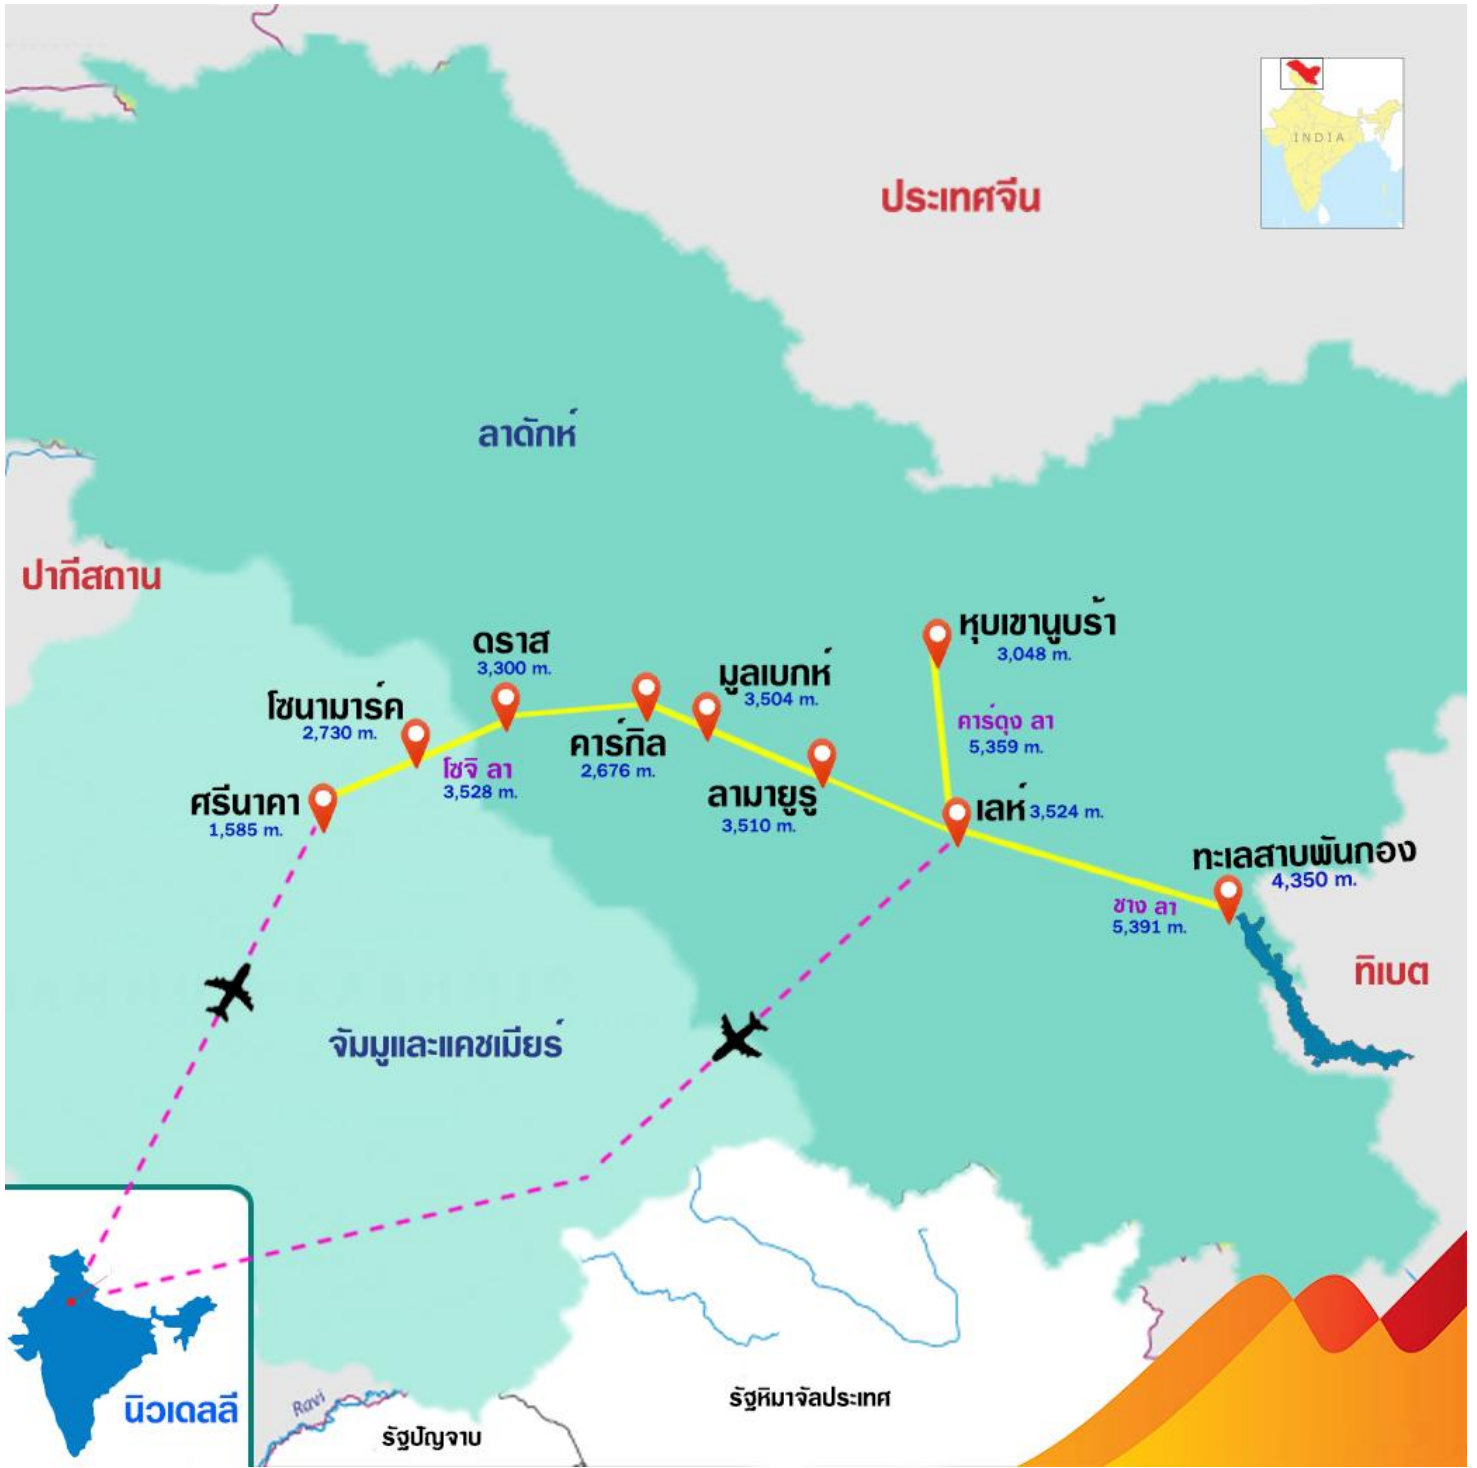 INDIA
ประเทศจีน
ลาดักห์
ปากีสถาน
หุบเขานูบร้า
3,048 m.
ดราส
3,300 m.
มูลเบกห์
3,504 m.
โซนามาร์ค
2,730 m.
คาร์ดุง ลา
5,359 m.
คาร์กิล
2,676 m.
โซจิ ลา
3,528 m.
ศรีนาคา
1,585 m.
ลามายูรู
3,510 m.
เลห์ 3,524 m.
ทะเลสาบพันกอง
4,350 m.
ชาง ลา
5,391 m.
ทิเบต
จัมมูและแคชเมียร์
นิวเดลลี
Ravi
รัฐหิมาจัลประเทศ
รัฐปัญจาบ